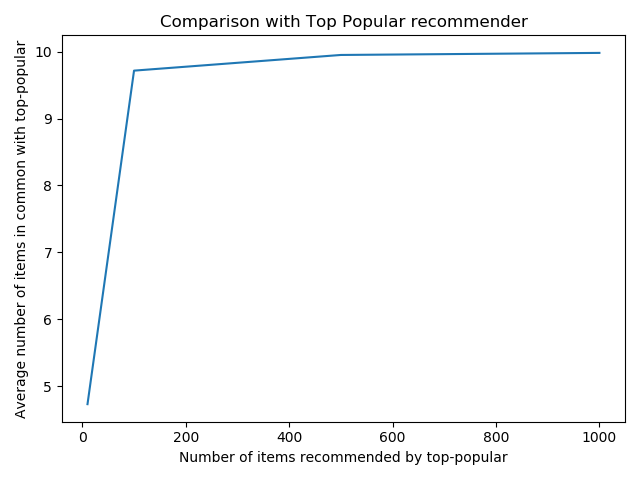 Comparison with Top Popular recommender
Average number of items in common with top-popular
10
9
8
7
6
5
0 200 400 600 800 1000
Number of items recommended by top-popular